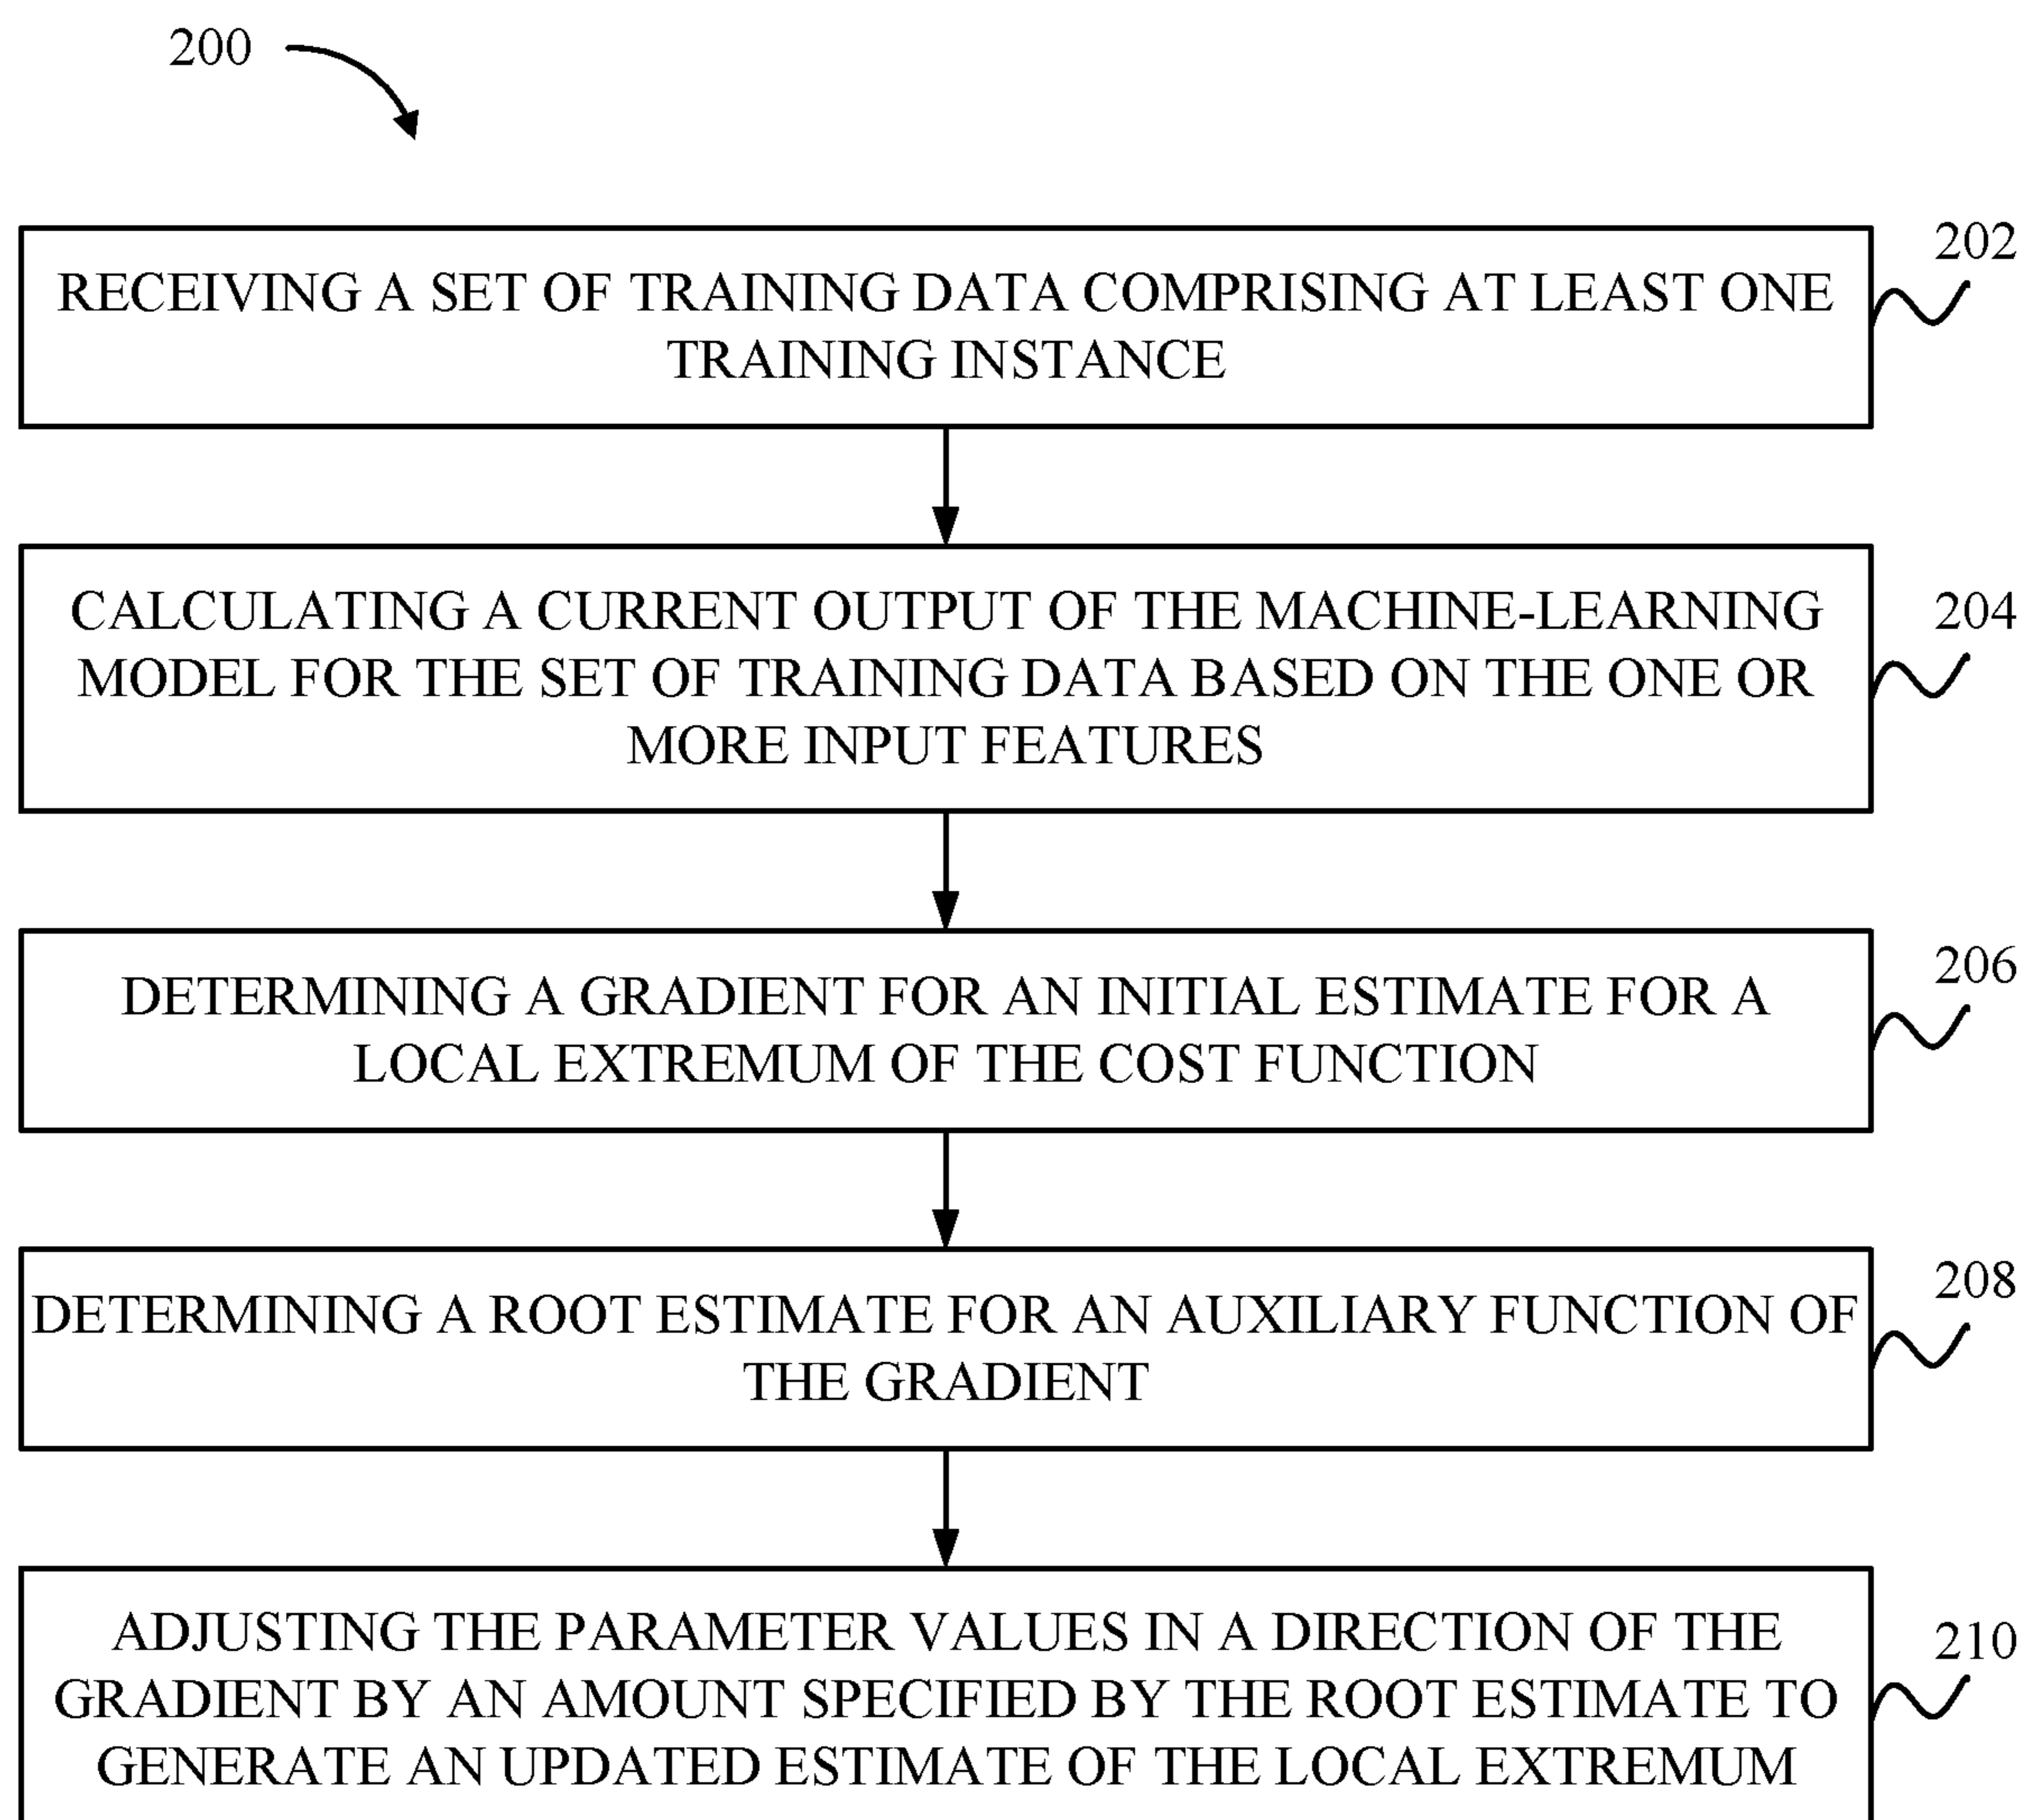 200
202
RECEIVING A SET OF TRAINING DATA COMPRISING AT LEAST ONE
TRAINING INSTANCE
204
CALCULATING A CURRENT OUTPUT OF THE MACHINE-LEARNING
MODEL FOR THE SET OF TRAINING DATA BASED ON THE ONE OR
MORE INPUT FEATURES
206
DETERMINING A GRADIENT FOR AN INITIAL ESTIMATE FOR A
LOCAL EXTREMUM OF THE COST FUNCTION
208
DETERMINING A ROOT ESTIMATE FOR AN AUXILIARY FUNCTION OF
THE GRADIENT
210
ADJUSTING THE PARAMETER VALUES IN A DIRECTION OF THE
GRADIENT BY AN AMOUNT SPECIFIED BY THE ROOT ESTIMATE TO
GENERATE AN UPDATED ESTIMATE OF THE LOCAL EXTREMUM